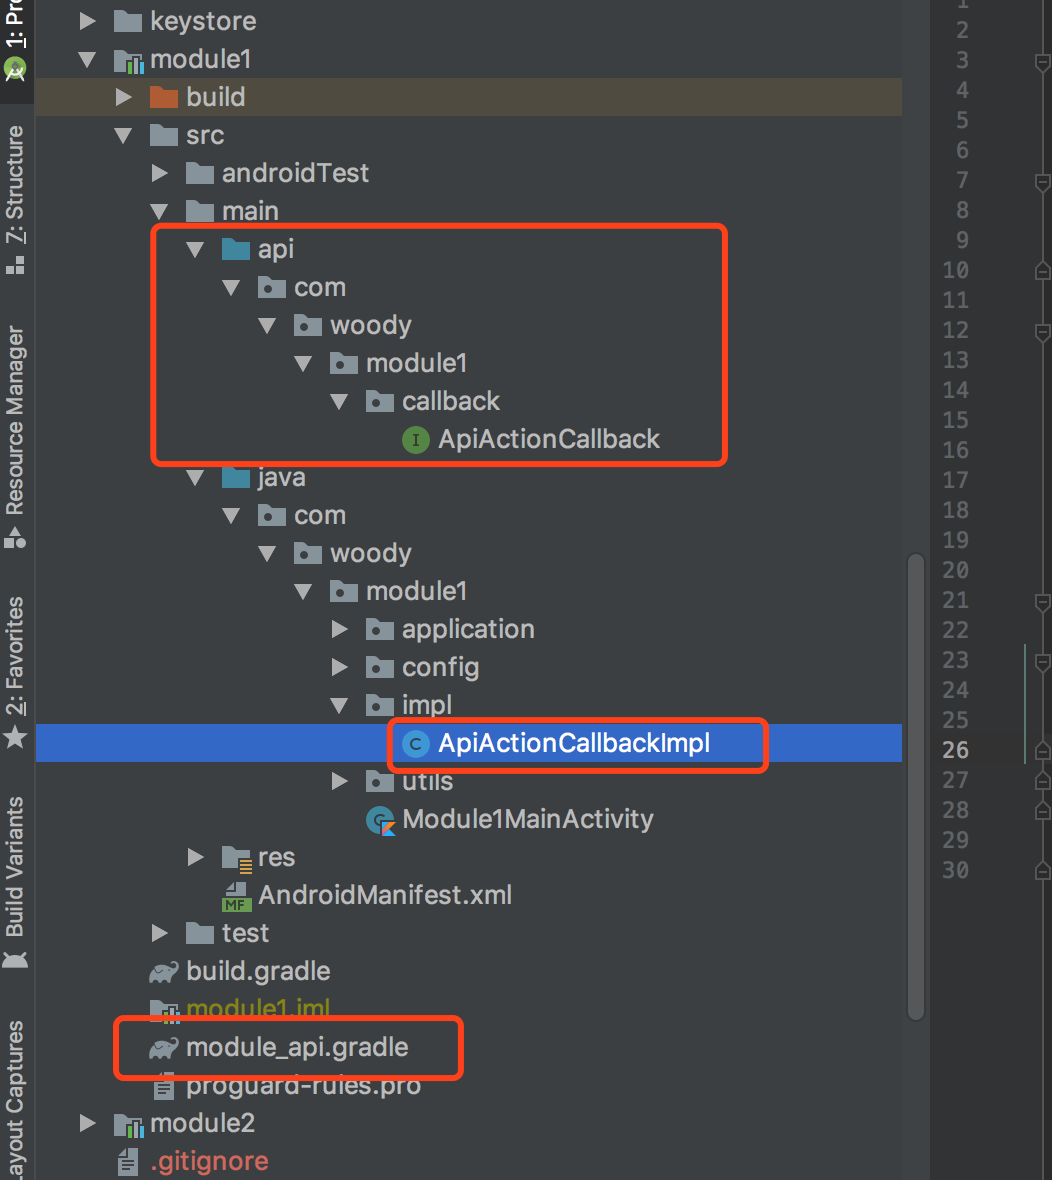 keystore
module1
build
src
androidTest
main
api
com
woody
module1
callback
I ApiActionCallback
java
com
woody
module1
application
config
impl
C ApiActionCallbackImpl
utils
C Module1MainActivity
res
MF AndroidManifest.xml
test
build.gradle
module1.iml
module_api.gradle
proguard-rules.pro
module2
.gitignore
1: Pro
7: Structure
Resource Manager
2: Favorites
Build Variants
Layout Captures
1
2
3
4
5
6
7
8
9
10
11
12
13
14
15
16
17
18
19
20
21
22
23
24
25
26
27
28
29
30